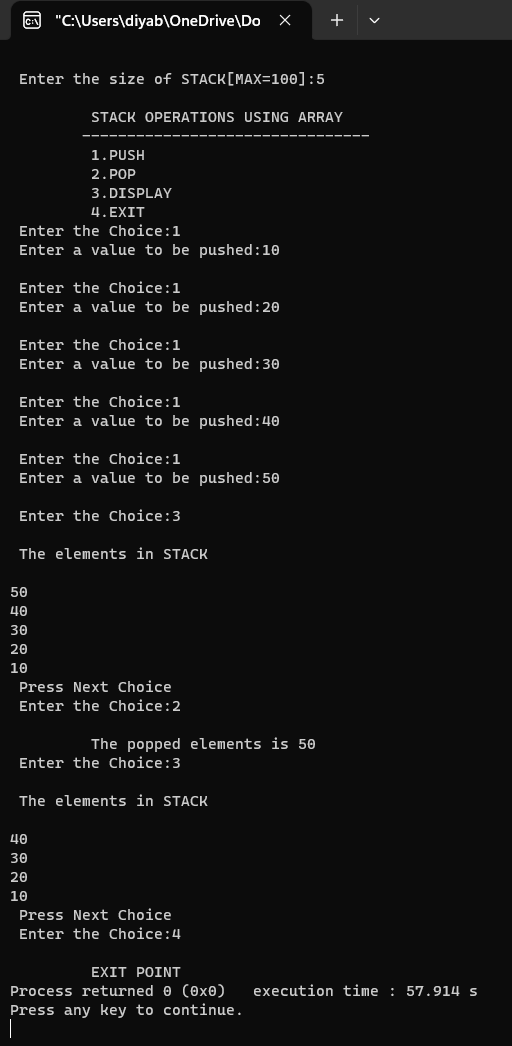 "C:\Users\diyab\OneDrive\Do
Enter the size of STACK[MAX=100]:5
STACK OPERATIONS USING ARRAY
--------------------------------
1.PUSH
2.POP
3.DISPLAY
4.EXIT
Enter the Choice:1
Enter a value to be pushed:10
Enter the Choice:1
Enter a value to be pushed:20
Enter the Choice:1
Enter a value to be pushed:30
Enter the Choice:1
Enter a value to be pushed:40
Enter the Choice:1
Enter a value to be pushed:50
Enter the Choice:3
The elements in STACK
50
40
30
20
10
Press Next Choice
Enter the Choice:2
The popped elements is 50
Enter the Choice:3
The elements in STACK
40
30
20
10
Press Next Choice
Enter the Choice:4
EXIT POINT
Process returned 0 (0x0)   execution time : 57.914 s
Press any key to continue.